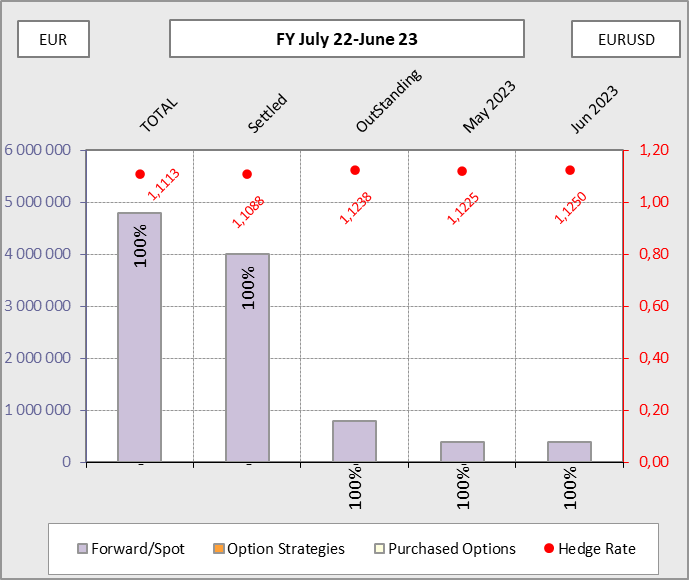 EUR
FY July 22-June 23
EURUSD
TOTAL
Settled
OutStanding
May 2023
Jun 2023
6 000 000
5 000 000
4 000 000
3 000 000
2 000 000
1 000 000
0
1,1113
1,1088
1,1238
1,1225
1,1250
100%
100%
100%
100%
100%
1,20
1,00
0,80
0,60
0,40
0,20
0,00
Forward/Spot
Option Strategies
Purchased Options
Hedge Rate